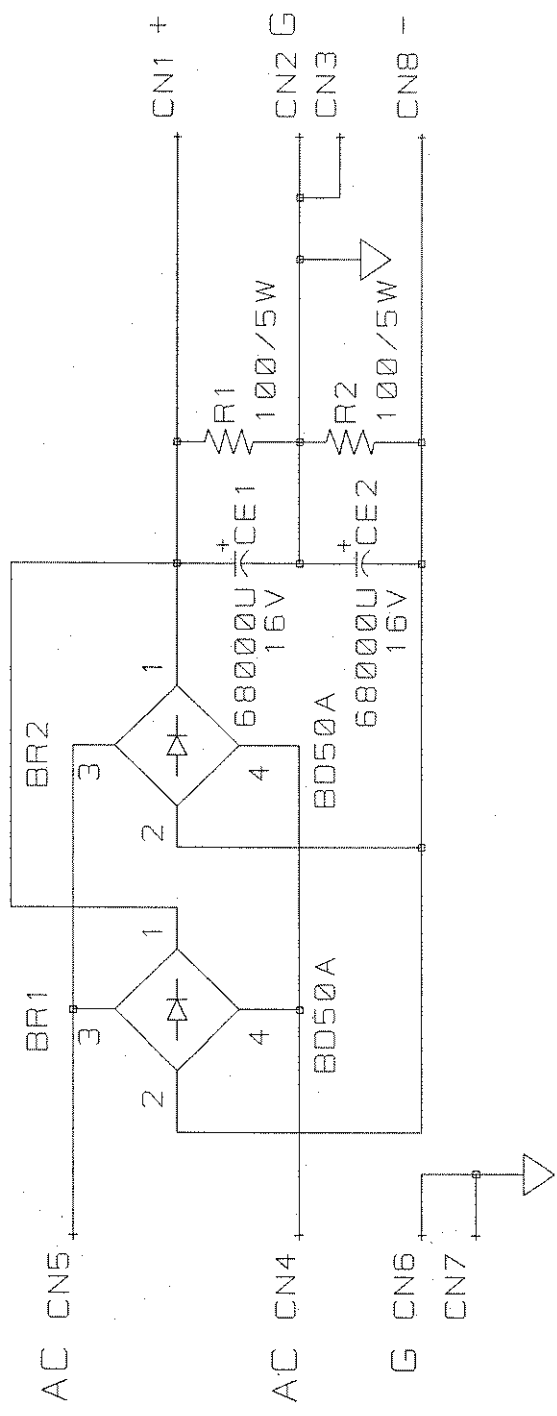 AC CN5
AC CN4
G CN6
CN7
BR1
3
1
2
4
BD50A
BR2
3
1
2
4
BD50A
68000U
16V
+
CE1
68000U
16V
+
CE2
R1
100/5W
R2
100/5W
CN1 +
CN2 G
CN3
CN8 -